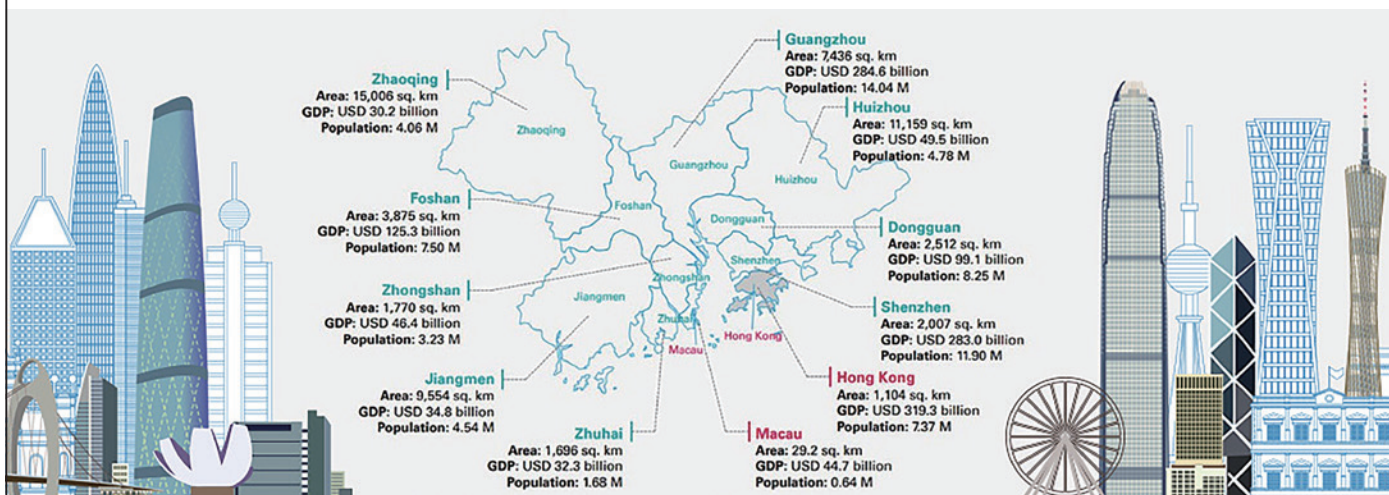 Guangzhou
Area: 7,436 sq. km
GDP: USD 284.6 billion
Population: 14.04 M
Zhaoqing
Area: 15,006 sq. km
GDP: USD 30.2 billion
Population: 4.06 M
Huizhou
Area: 11,159 sq. km
GDP: USD 49.5 billion
Population: 4.78 M
Zhaoqing
Guangzhou
Huizhou
Foshan
Area: 3,875 sq. km
GDP: USD 125.3 billion
Population: 7.50 M
Foshan
Dongguan
Dongguan
Area: 2,512 sq. km
GDP: USD 99.1 billion
Population: 8.25 M
Shenzhen
Zhongshan
Zhongshan
Area: 1,770 sq. km
GDP: USD 46.4 billion
Population: 3.23 M
Jiangmen
Zhuhai
Macau
Hong Kong
Shenzhen
Area: 2,007 sq. km
GDP: USD 283.0 billion
Population: 11.90 M
Jiangmen
Area: 9,554 sq. km
GDP: USD 34.8 billion
Population: 4.54 M
Hong Kong
Area: 1,104 sq. km
GDP: USD 319.3 billion
Population: 7.37 M
Zhuhai
Area: 1,696 sq. km
GDP: USD 32.3 billion
Population: 1.68 M
Macau
Area: 29.2 sq. km
GDP: USD 44.7 billion
Population: 0.64 M